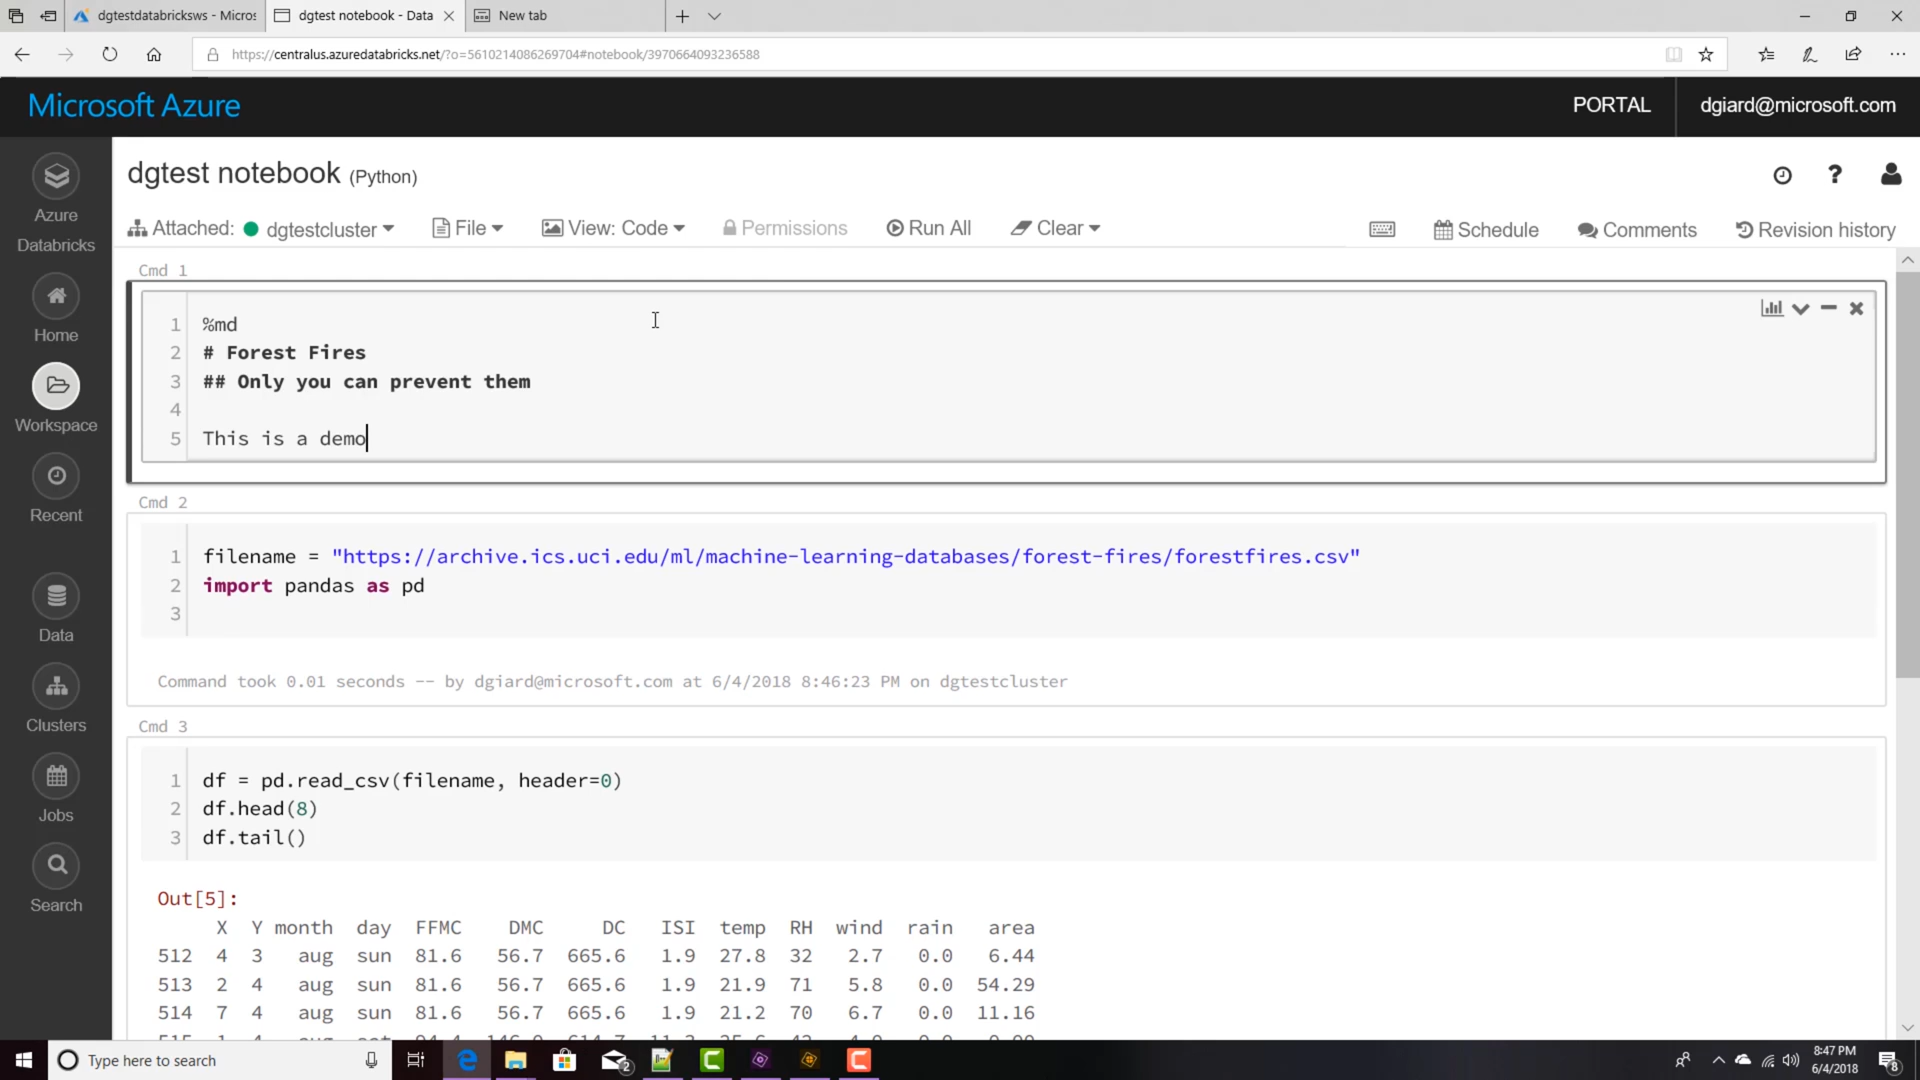 dgtestdatabricksws - Micros
dgtest notebook - Data
New tab
https://centralus.azuredatabricks.net/?o=5610214086269704#notebook/3970664093236588
Microsoft Azure
PORTAL
dgiard@microsoft.com
Azure
Databricks
Home
Workspace
Recent
Data
Clusters
Jobs
Search
dgtest notebook (Python)
Attached: dgtestcluster
File
View: Code
Permissions
Run All
Clear
Schedule
Comments
Revision history
Cmd 1
1 %md
2 # Forest Fires
3 ## Only you can prevent them
4
5 This is a demo
Cmd 2
1 filename = "https://archive.ics.uci.edu/ml/machine-learning-databases/forest-fires/forestfires.csv"
2 import pandas as pd
3
Command took 0.01 seconds -- by dgiard@microsoft.com at 6/4/2018 8:46:23 PM on dgtestcluster
Cmd 3
1 df = pd.read_csv(filename, header=0)
2 df.head(8)
3 df.tail()
Out[5]:
X Y month day FFMC DMC DC ISI temp RH wind rain area
512 4 3 aug sun 81.6 56.7 665.6 1.9 27.8 32 2.7 0.0 6.44
513 2 4 aug sun 81.6 56.7 665.6 1.9 21.9 71 5.8 0.0 54.29
514 7 4 aug sun 81.6 56.7 665.6 1.9 21.2 70 6.7 0.0 11.16
Type here to search
2
8:47 PM
6/4/2018
8